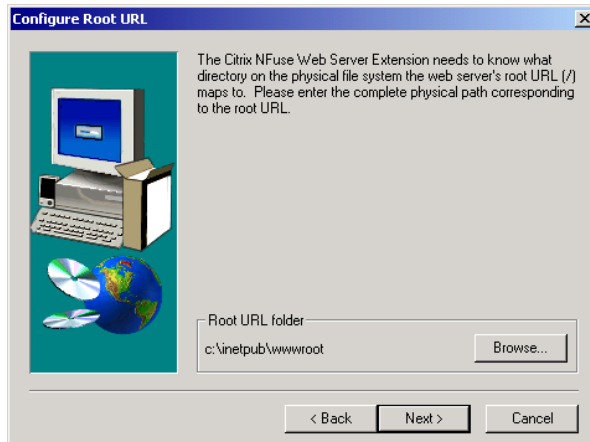 Configure Root URL
The Citrix NFuse Web Server Extension needs to know what
directory on the physical file system the web server's root URL (/)
maps to.  Please enter the complete physical path corresponding
to the root URL.
Root URL folder
c:\inetpub\wwwroot
Browse...
< Back
Next >
Cancel